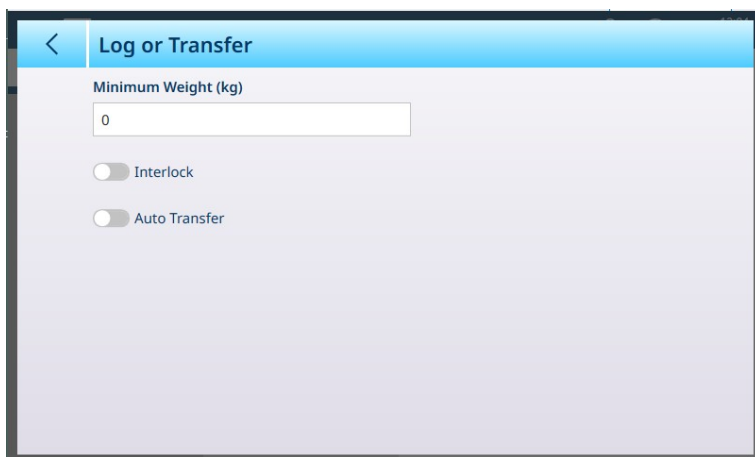 Log or Transfer
Minimum Weight (kg)
0
Interlock
Auto Transfer